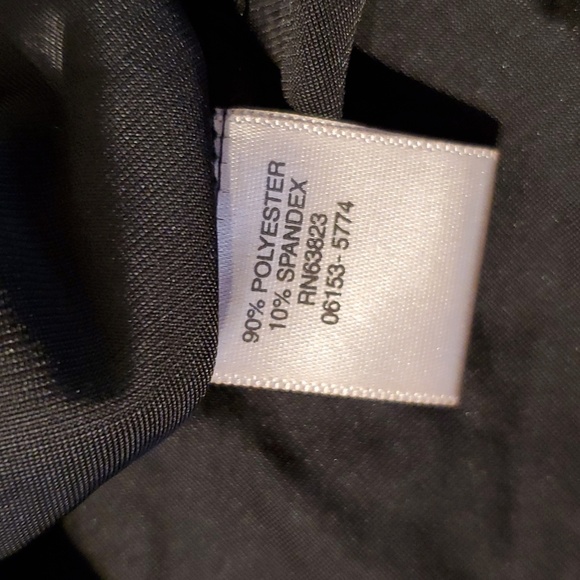 90% POLYESTER
10% SPANDEX
RN63823
06153-5774